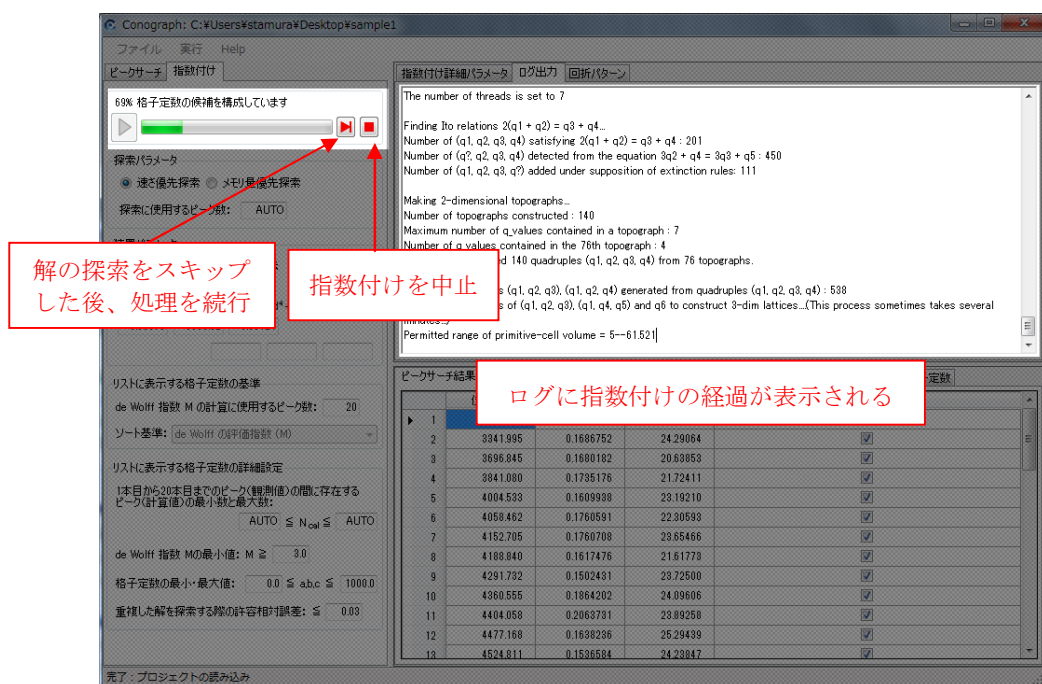 Conograph: C:¥Users¥stamura¥Desktop¥sample1
ファイル 実行 Help
ピークサーチ 指数付け
69% 格子定数の候補を構成しています
探索パラメータ
速さ優先探索 メモリ量優先探索
探索に使用するピーク数: AUTO
解の探索をスキップ
した後、処理を続行
指数付けを中止
リストに表示する格子定数の基準
de Wolff 指数 M の計算に使用するピーク数: 20
ソート基準: de Wolff の評価指数 (M)
リストに表示する格子定数の詳細設定
1本目から20本目までのピーク(観測値)の間に存在する
ピーク(計算値)の最小数と最大数:
AUTO ≦ Ncal ≦ AUTO
de Wolff 指数 Mの最小値: M ≧ 3.0
格子定数の最小・最大値: 0.0 ≦ a,b,c ≦ 1000.0
重複した解を探索する際の許容相対誤差: ≦ 0.03
指数付け詳細パラメータ ログ出力 回折パターン
The number of threads is set to 7
Finding Ito relations 2(q1 + q2) = q3 + q4...
Number of (q1, q2, q3, q4) satisfying 2(q1 + q2) = q3 + q4 : 201
Number of (q?, q2, q3, q4) detected from the equation 3q2 + q4 = 3q3 + q5 : 450
Number of (q1, q2, q3, q?) added under supposition of extinction rules: 111
Making 2-dimensional topographs...
Number of topographs constructed : 140
Maximum number of q_values contained in a topograph : 7
Number of q values contained in the 76th topograph : 4
140 quadruples (q1, q2, q3, q4) from 76 topographs.
(q1, q2, q3), (q1, q2, q4) generated from quadruples (q1, q2, q3, q4) : 538
of (q1, q2, q3), (q1, q4, q5) and q6 to construct 3-dim lattices...(This process sometimes takes several
minutes...)
Permitted range of primitive-cell volume = 5--61.521
ピークサーチ結果 定数
ログに指数付けの経過が表示される
1
2 3341.995 0.1686752 24.29064
3 3696.845 0.1680182 20.63853
4 3841.080 0.1735176 21.72411
5 4004.533 0.1609938 23.19210
6 4058.462 0.1760591 22.30593
7 4152.705 0.1760708 23.65466
8 4188.840 0.1617476 21.61773
9 4291.732 0.1502431 23.72500
10 4360.555 0.1864202 24.09606
11 4404.058 0.2063731 23.89258
12 4477.168 0.1638236 25.29439
13 4524.811 0.1536584 24.23847
完了 : プロジェクトの読み込み